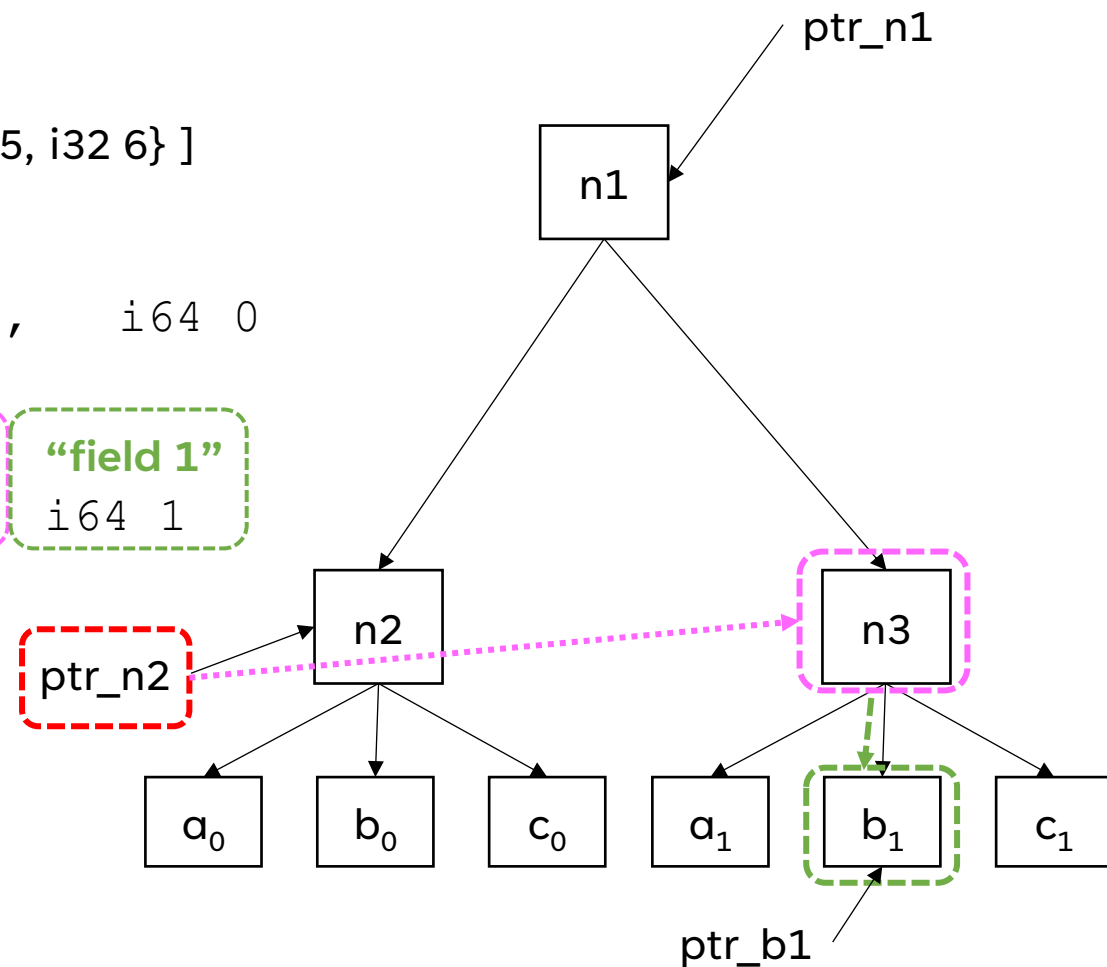 ptr_n1
5, i32 6} ]
n1
, i64 0
“field 1”
i64 1
n2
n3
ptr_n2
a₀ b₀ c₀ a₁ b₁ c₁
ptr_b1